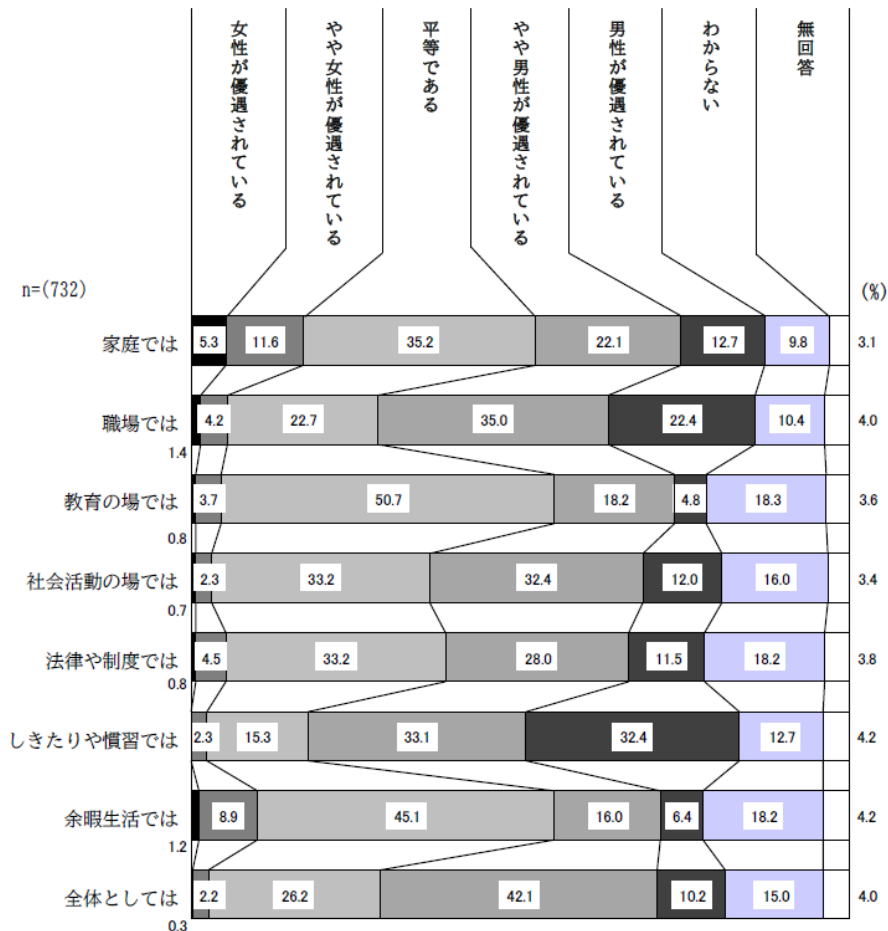 女性が優遇されている
やや女性が優遇されている
平等である
やや男性が優遇されている
男性が優遇されている
わからない
無回答
n=(732)
(%)
家庭では 5.3 11.6 35.2 22.1 12.7 9.8 3.1
職場では 4.2 22.7 35.0 22.4 10.4 4.0
1.4
教育の場では 3.7 50.7 18.2 4.8 18.3 3.6
0.8
社会活動の場では 2.3 33.2 32.4 12.0 16.0 3.4
0.7
法律や制度では 4.5 33.2 28.0 11.5 18.2 3.8
0.8
しきたりや慣習では 2.3 15.3 33.1 32.4 12.7 4.2
余暇生活では 8.9 45.1 16.0 6.4 18.2 4.2
1.2
全体としては 2.2 26.2 42.1 10.2 15.0 4.0
0.3